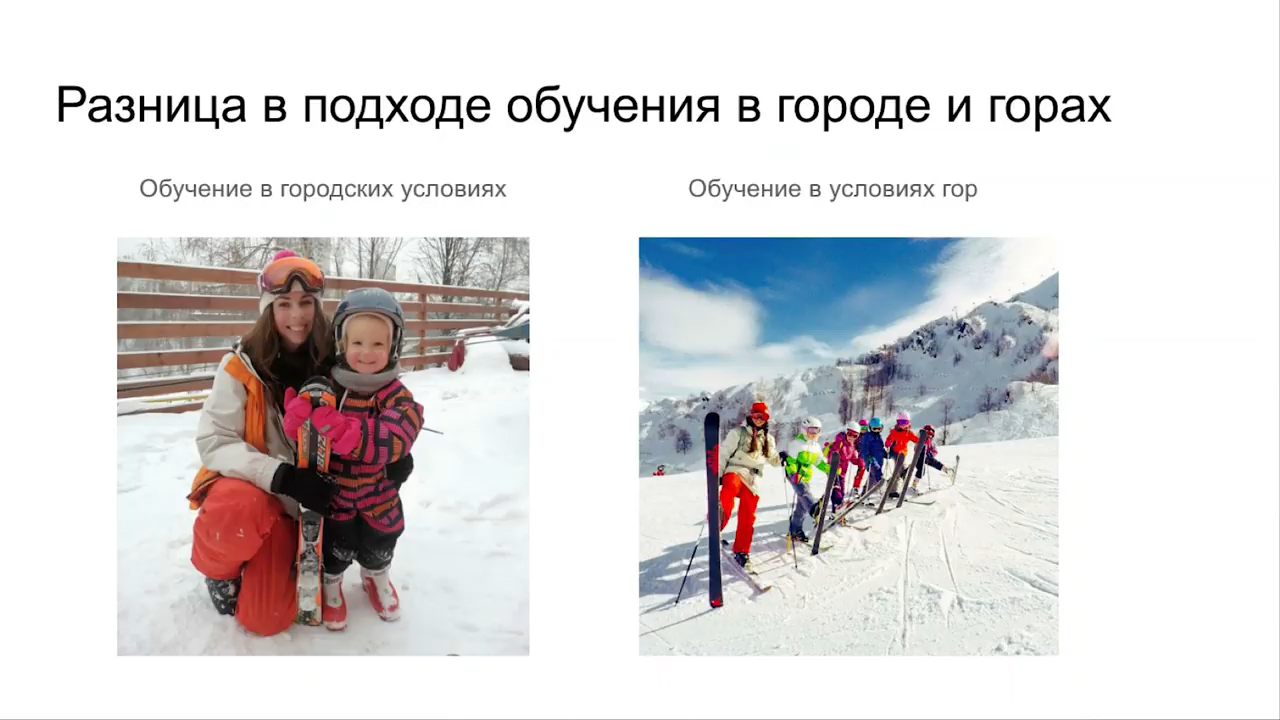 Разница в подходе обучения в городе и горах
Обучение в городских условиях
Обучение в условиях гор